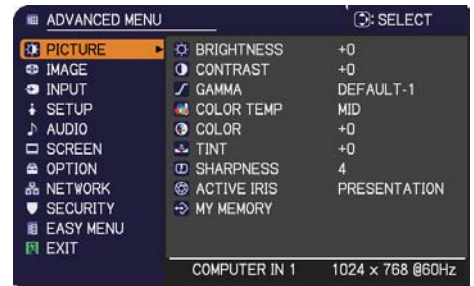 ADVANCED MENU : SELECT
PICTURE BRIGHTNESS +0
IMAGE CONTRAST +0
INPUT GAMMA DEFAULT-1
SETUP COLOR TEMP MID
AUDIO COLOR +0
SCREEN TINT +0
OPTION SHARPNESS 4
NETWORK ACTIVE IRIS PRESENTATION
SECURITY MY MEMORY
EASY MENU
EXIT
COMPUTER IN 1 1024 x 768 @60Hz